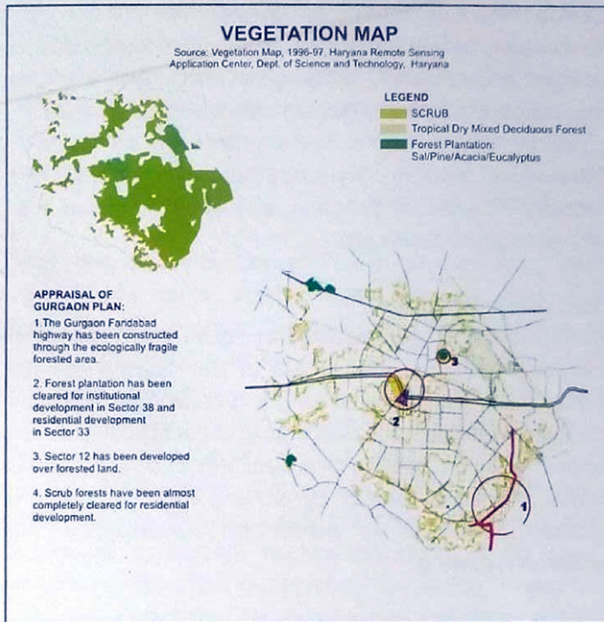 VEGETATION MAP
Source: Vegetation Map, 1996-97, Haryana Remote Sensing
Application Center, Dept. of Science and Technology, Haryana
LEGEND
SCRUB
Tropical Dry Mixed Deciduous Forest
Forest Plantation:
Sal/Pine/Acacia/Eucalyptus
APPRAISAL OF
GURGAON PLAN:
1.The Gurgaon Faridabad
highway has been constructed
through the ecologically fragile
forested area.
2. Forest plantation has been
cleared for institutional
development in Sector 38 and
residential development
in Sector 33
3. Sector 12 has been developed
over forested land.
4. Scrub forests have been almost
completely cleared for residential
development.
3
2
1